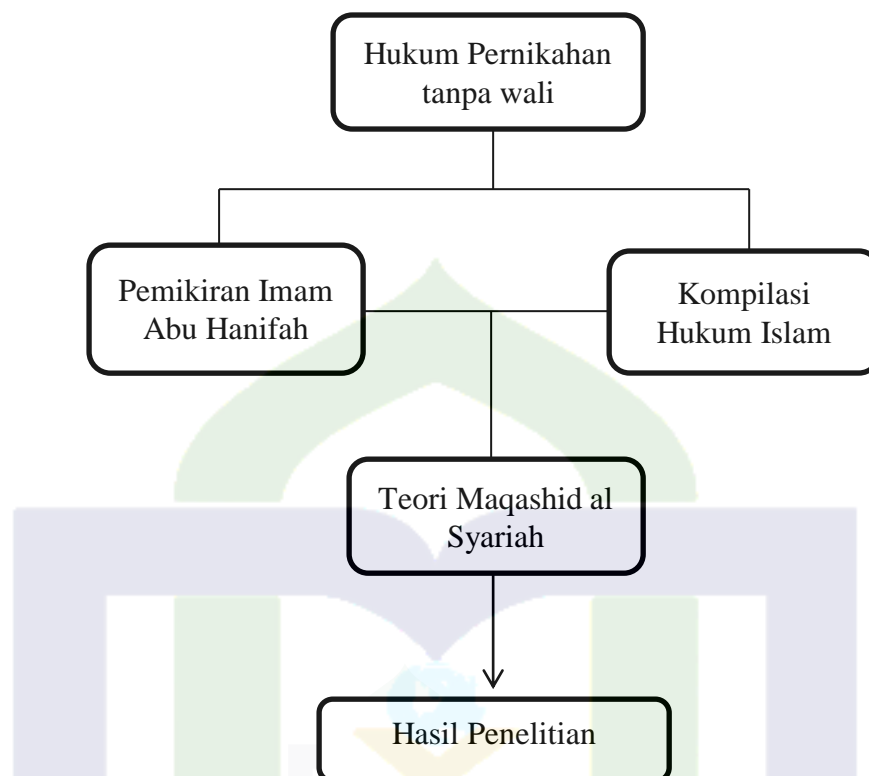 Hukum Pernikahan
tanpa wali
Pemikiran Imam
Abu Hanifah
Kompilasi
Hukum Islam
Teori Maqashid al
Syariah
Hasil Penelitian